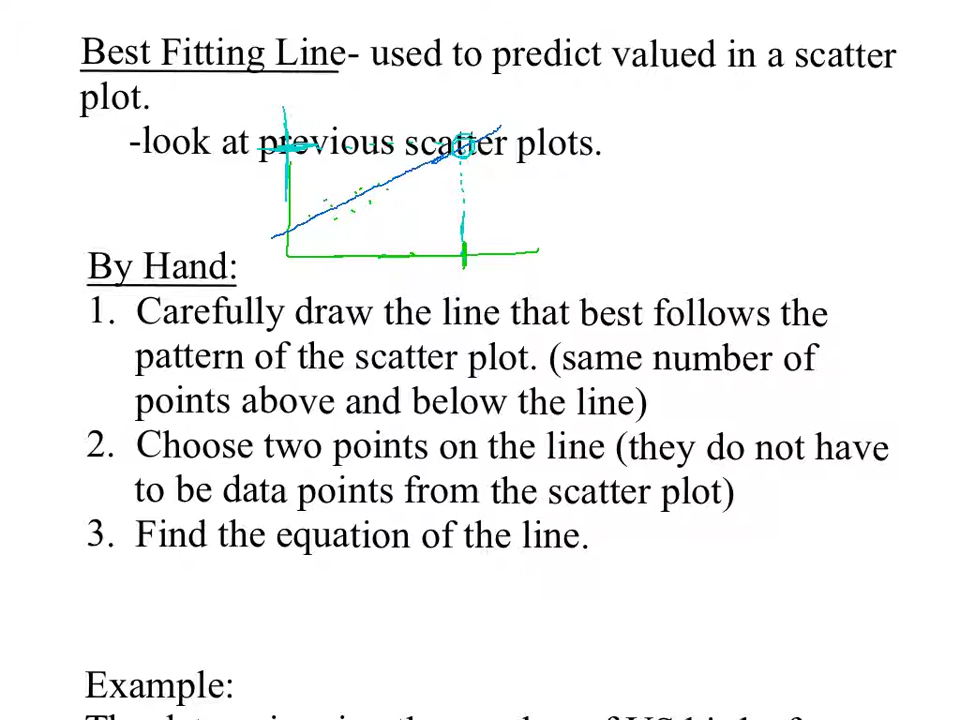 Best Fitting Line- used to predict valued in a scatter
plot.
-look at previous scatter plots.
By Hand:
1. Carefully draw the line that best follows the
pattern of the scatter plot. (same number of
points above and below the line)
2. Choose two points on the line (they do not have
to be data points from the scatter plot)
3. Find the equation of the line.
Example: